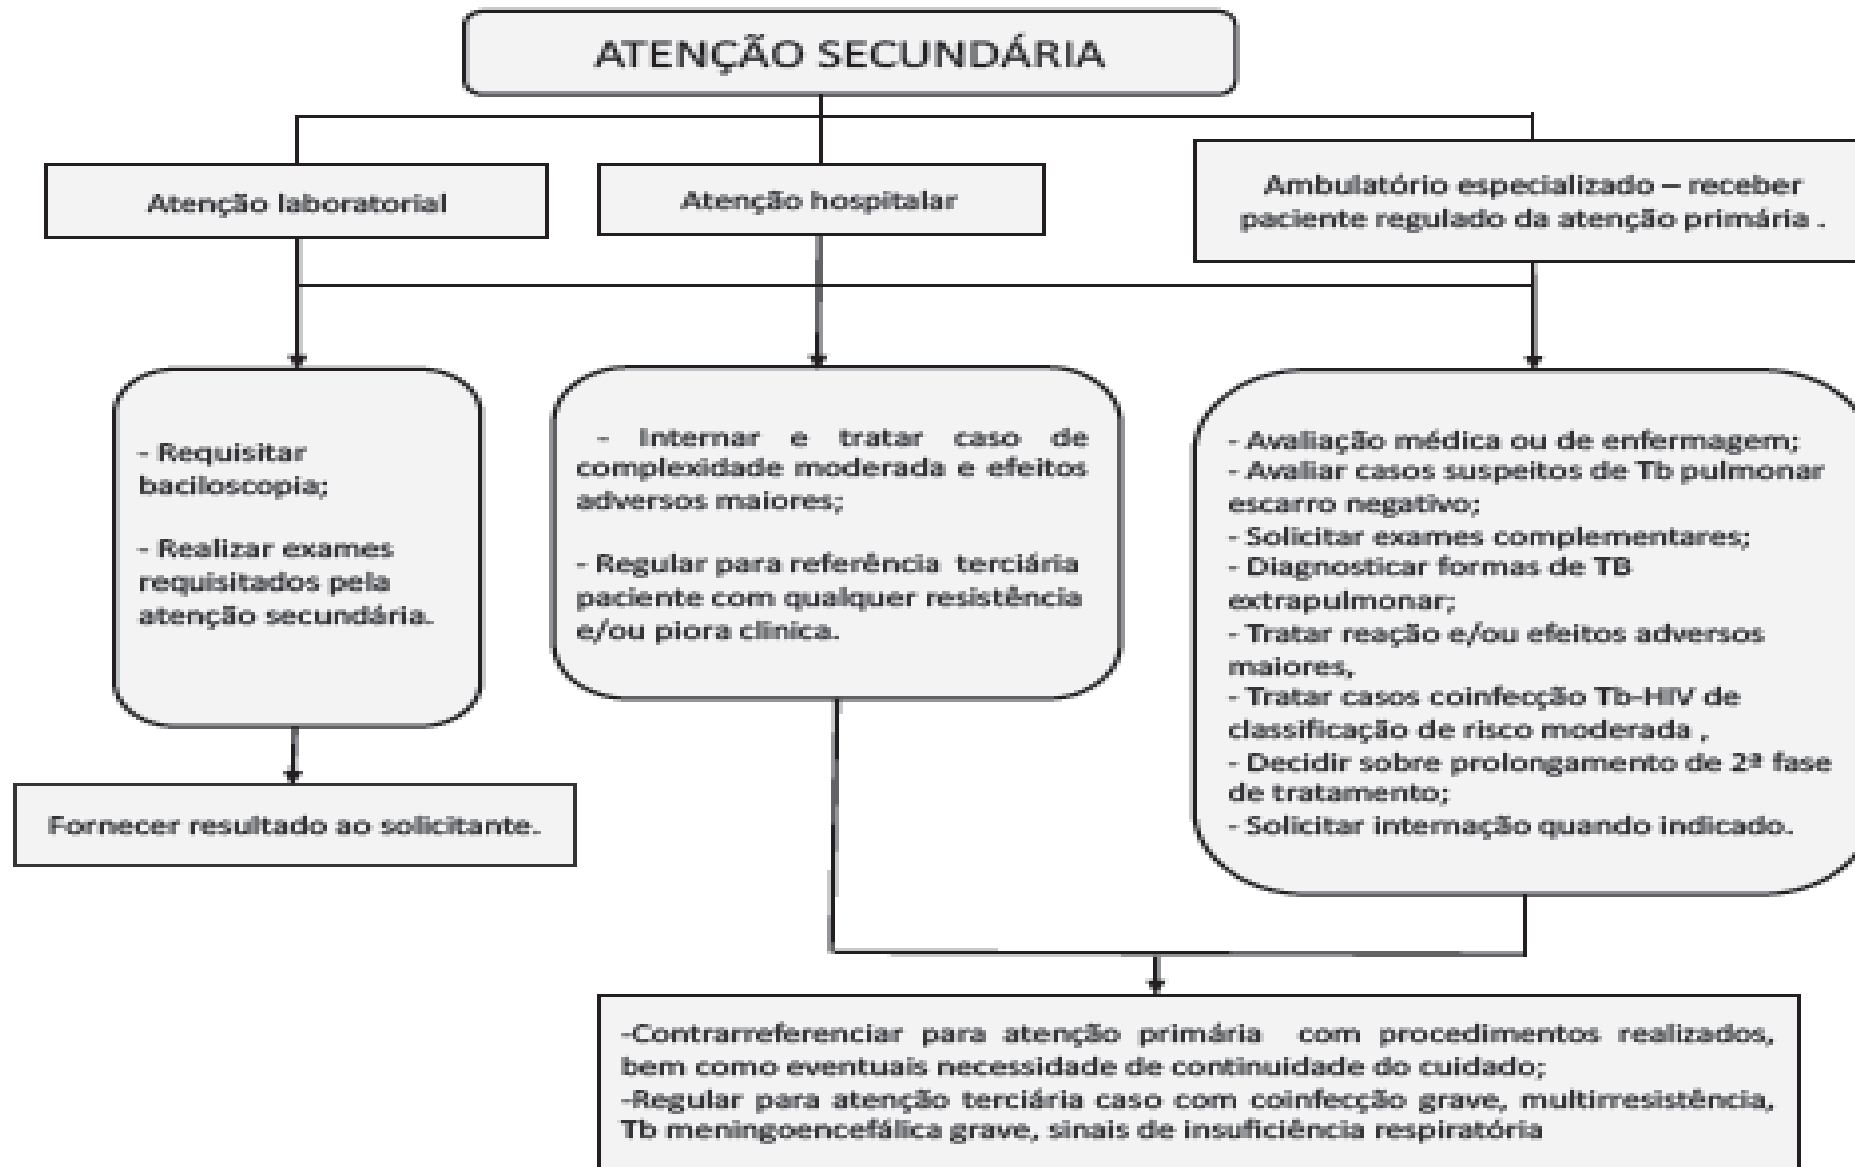 ATENÇÃO SECUNDÁRIA
Atenção laboratorial
Atenção hospitalar
Ambulatório especializado – receber
paciente regulado da atenção primária .
- Requisitar
baciloscopia;
- Realizar exames
requisitados pela
atenção secundária.
- Internar e tratar caso de
complexidade moderada e efeitos
adversos maiores;
- Regular para referência terciária
paciente com qualquer resistência
e/ou piora clinica.
- Avaliação médica ou de enfermagem;
- Avaliar casos suspeitos de Tb pulmonar
escarro negativo;
- Solicitar exames complementares;
- Diagnosticar formas de TB
extrapulmonar;
- Tratar reação e/ou efeitos adversos
maiores,
- Tratar casos coinfecção Tb-HIV de
classificação de risco moderada ,
- Decidir sobre prolongamento de 2ª fase
de tratamento;
- Solicitar internação quando indicado.
Fornecer resultado ao solicitante.
-Contrarreferenciar para atenção primária com procedimentos realizados,
bem como eventuais necessidade de continuidade do cuidado;
-Regular para atenção terciária caso com coinfecção grave, multirresistência,
Tb meningoencefálica grave, sinais de insuficiência respiratória